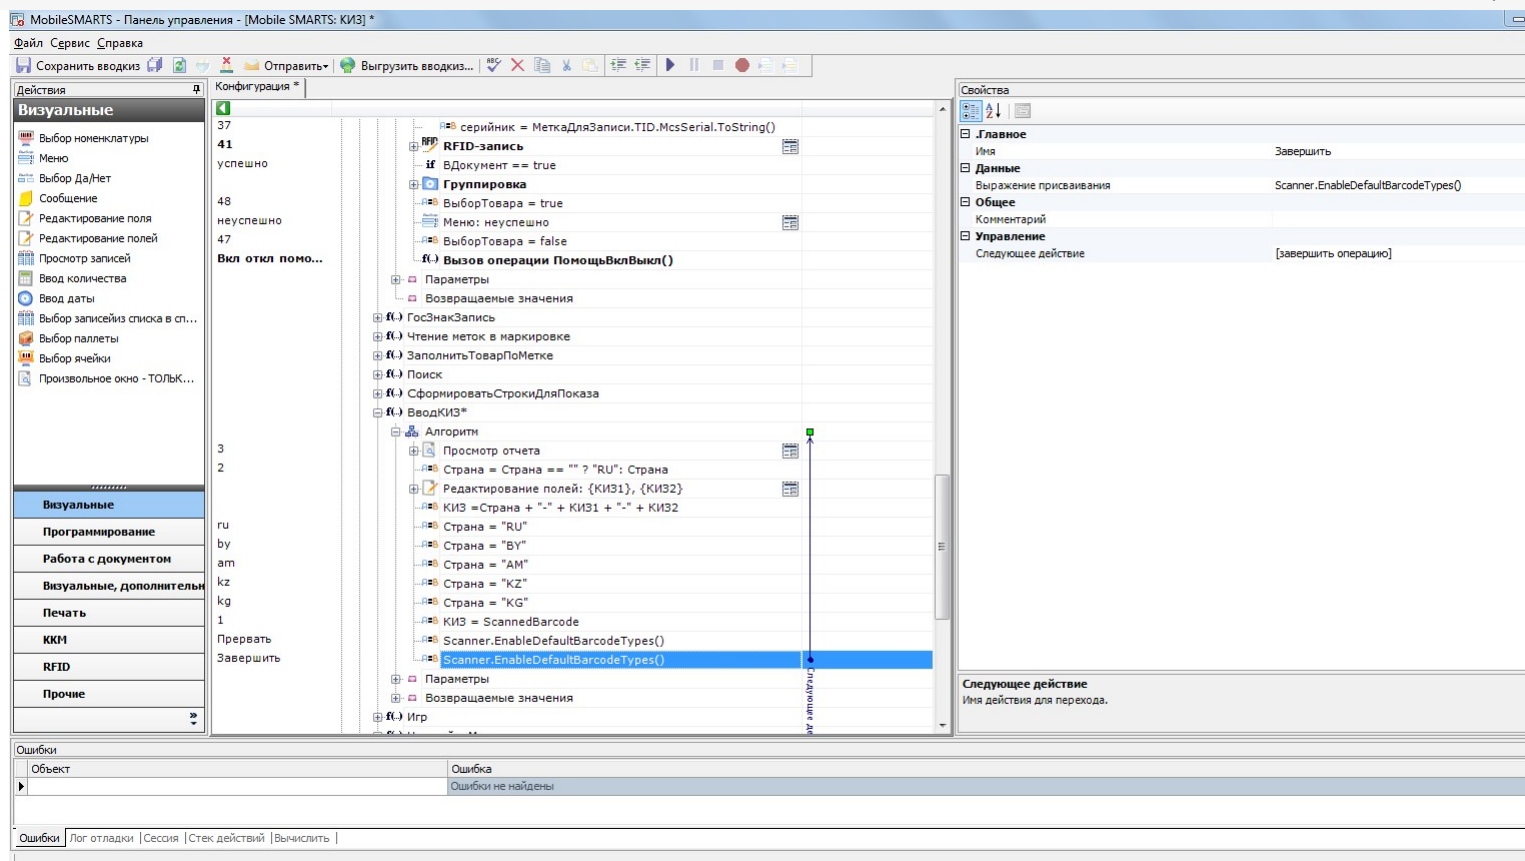 MobileSMARTS - Панель управления - [Mobile SMARTS: КИЗ] *
Файл Сервис Справка
Сохранить вводкиз Отправить Выгрузить вводкиз...
Действия
Визуальные
Выбор номенклатуры
Меню
Выбор Да/Нет
Сообщение
Редактирование поля
Редактирование полей
Просмотр записей
Ввод количества
Ввод даты
Выбор записейиз списка в сп...
Выбор паллеты
Выбор ячейки
Произвольное окно - ТОЛЬК...
Визуальные
Программирование
Работа с документом
Визуальные, дополнительн
Печать
ККМ
RFID
Прочие
Конфигурация *
37 серийник = МеткаДляЗаписи.TID.McsSerial.ToString()
41 RFID-запись
успешно if ВДокумент == true
Группировка
48 ВыборТовара = true
неуспешно Меню: неуспешно
47 ВыборТовара = false
Вкл откл помо... f(..) Вызов операции ПомощьВклВыкл()
Параметры
Возвращаемые значения
f(..) ГосЗнакЗапись
f(..) Чтение меток в маркировке
f(..) ЗаполнитьТоварПоМетке
f(..) Поиск
f(..) СформироватьСтрокиДляПоказа
f(..) ВводКИЗ*
Алгоритм
3 Просмотр отчета
2 Страна = Страна == "" ? "RU": Страна
Редактирование полей: {КИЗ1}, {КИЗ2}
КИЗ =Страна + "-" + КИЗ1 + "-" + КИЗ2
ru Страна = "RU"
by Страна = "BY"
am Страна = "AM"
kz Страна = "KZ"
kg Страна = "KG"
1 КИЗ = ScannedBarcode
Прервать Scanner.EnableDefaultBarcodeTypes()
Завершить Scanner.EnableDefaultBarcodeTypes()
Параметры
Возвращаемые значения
f(..) Игр
Следующее де
Свойства
.Главное
Имя Завершить
Данные
Выражение присваивания Scanner.EnableDefaultBarcodeTypes()
Общее
Комментарий
Управление
Следующее действие [завершить операцию]
Следующее действие
Имя действия для перехода.
Ошибки
Объект Ошибка
Ошибки не найдены
Ошибки Лог отладки Сессия Стек действий Вычислить